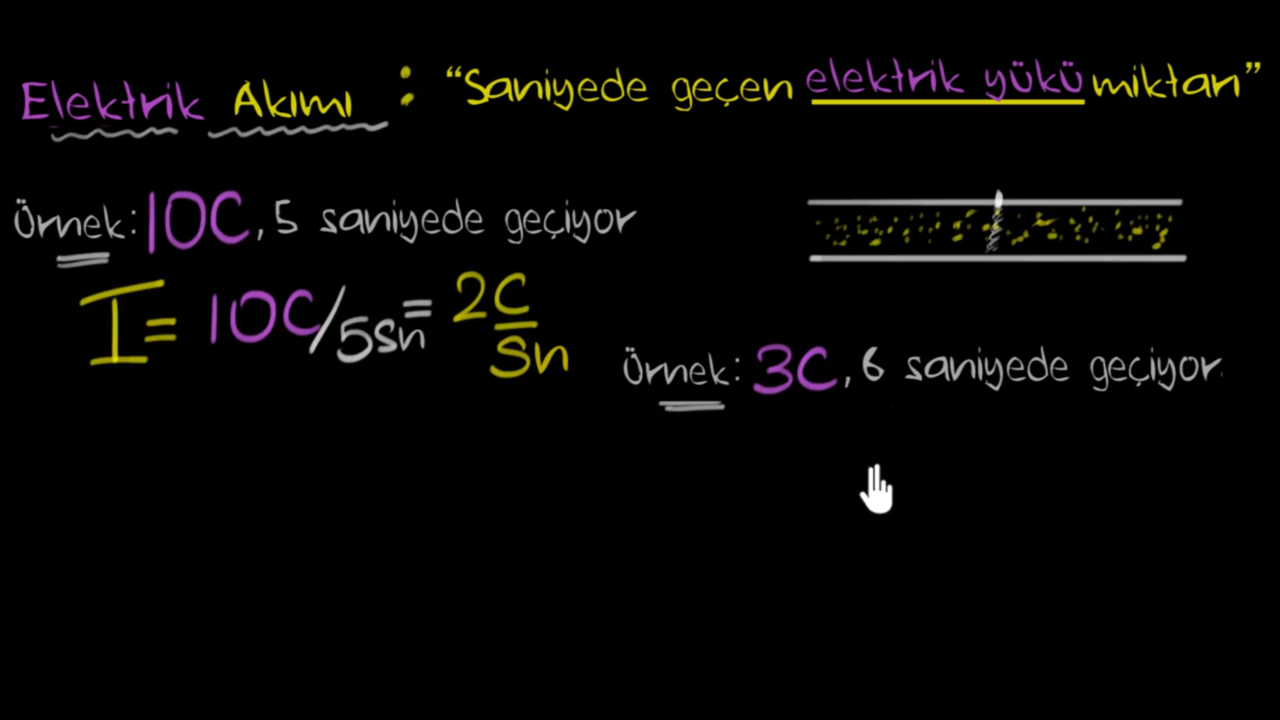 Elektrik Akımı : “Saniyede geçen elektrik yükü miktarı”
Örnek: 10C, 5 saniyede geçiyor
I = 10C/5sn = 2C/sn
Örnek: 3C, 6 saniyede geçiyor.